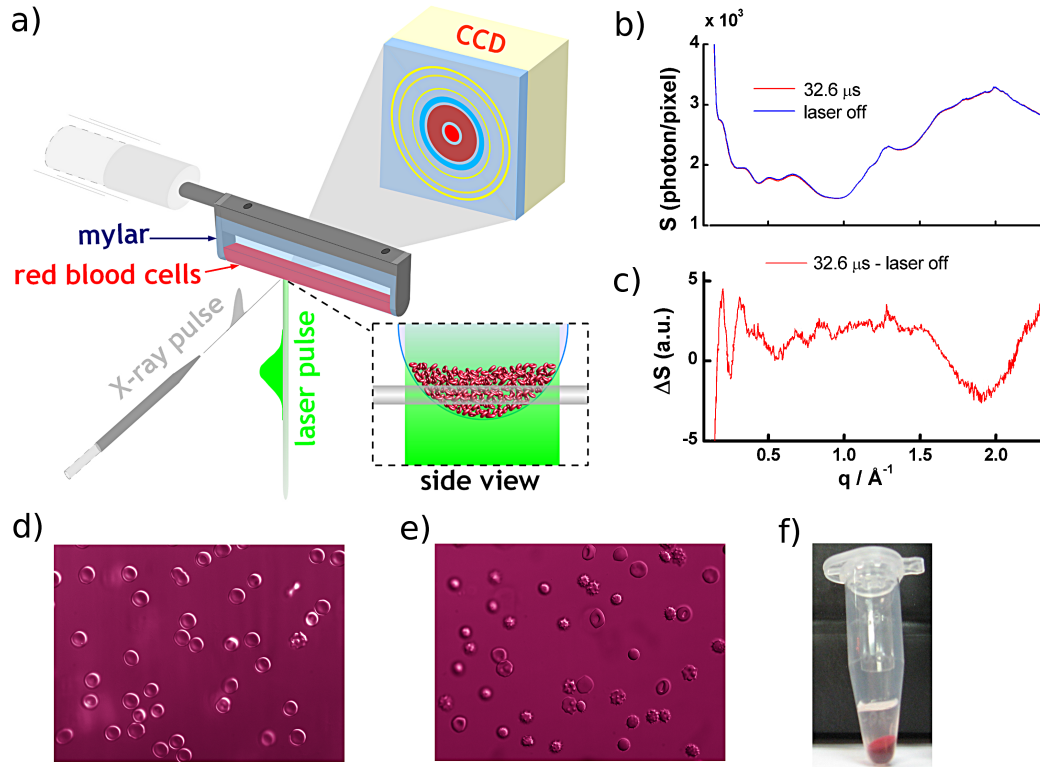 a)
CCD
mylar
red blood cells
X-ray pulse
laser pulse
side view
b)
x 10³
4
3
2
1
S (photon/pixel)
32.6 μs
laser off
c)
32.6 μs - laser off
5
0
-5
ΔS (a.u.)
0.5 1.0 1.5 2.0
q / Å⁻¹
d)
e)
f)